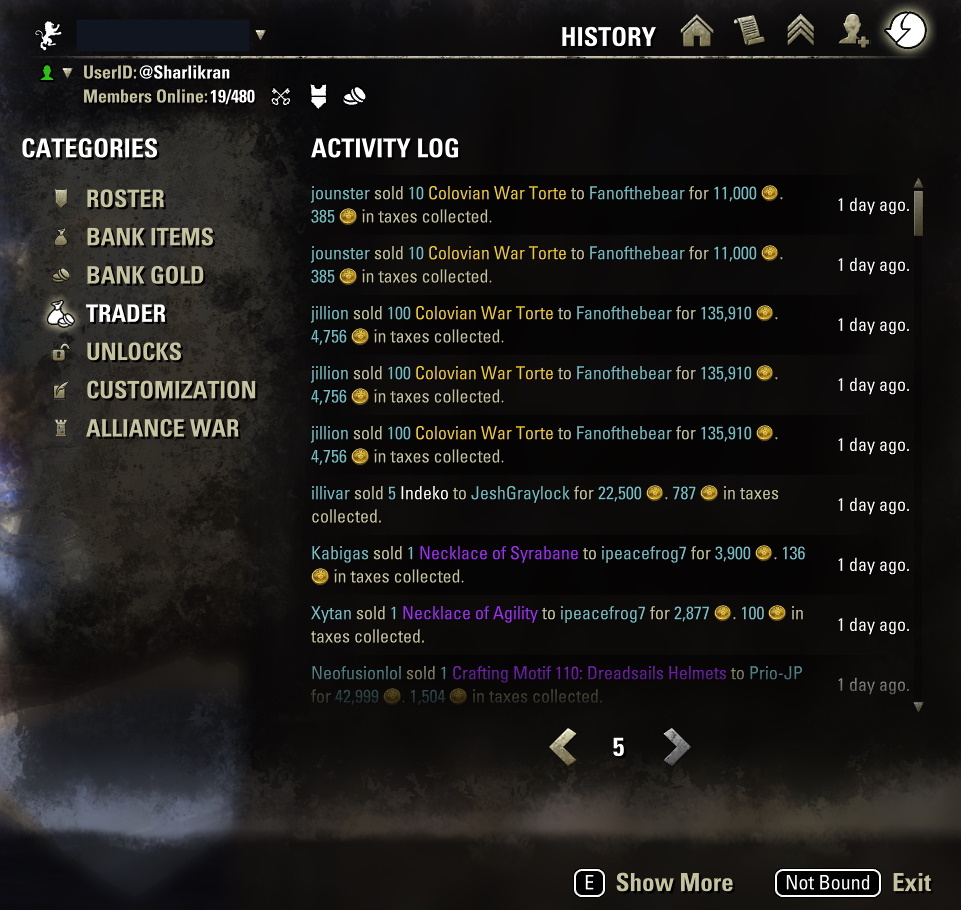 HISTORY
UserID: @Sharlikran
Members Online: 19/480
CATEGORIES
ROSTER
BANK ITEMS
BANK GOLD
TRADER
UNLOCKS
CUSTOMIZATION
ALLIANCE WAR
ACTIVITY LOG
jounster sold 10 Colovian War Torte to Fanofthebear for 11,000 .
385 in taxes collected.
1 day ago.
jounster sold 10 Colovian War Torte to Fanofthebear for 11,000 .
385 in taxes collected.
1 day ago.
jillion sold 100 Colovian War Torte to Fanofthebear for 135,910 .
4,756 in taxes collected.
1 day ago.
jillion sold 100 Colovian War Torte to Fanofthebear for 135,910 .
4,756 in taxes collected.
1 day ago.
jillion sold 100 Colovian War Torte to Fanofthebear for 135,910 .
4,756 in taxes collected.
1 day ago.
illivar sold 5 Indeko to JeshGraylock for 22,500 . 787 in taxes
collected.
1 day ago.
Kabigas sold 1 Necklace of Syrabane to ipeacefrog7 for 3,900 . 136
in taxes collected.
1 day ago.
Xytan sold 1 Necklace of Agility to ipeacefrog7 for 2,877 . 100 in
taxes collected.
1 day ago.
Neofusionlol sold 1 Crafting Motif 110: Dreadsails Helmets to Prio-JP
for 42,999 . 1,504 in taxes collected.
1 day ago.
5
E Show More
Not Bound Exit